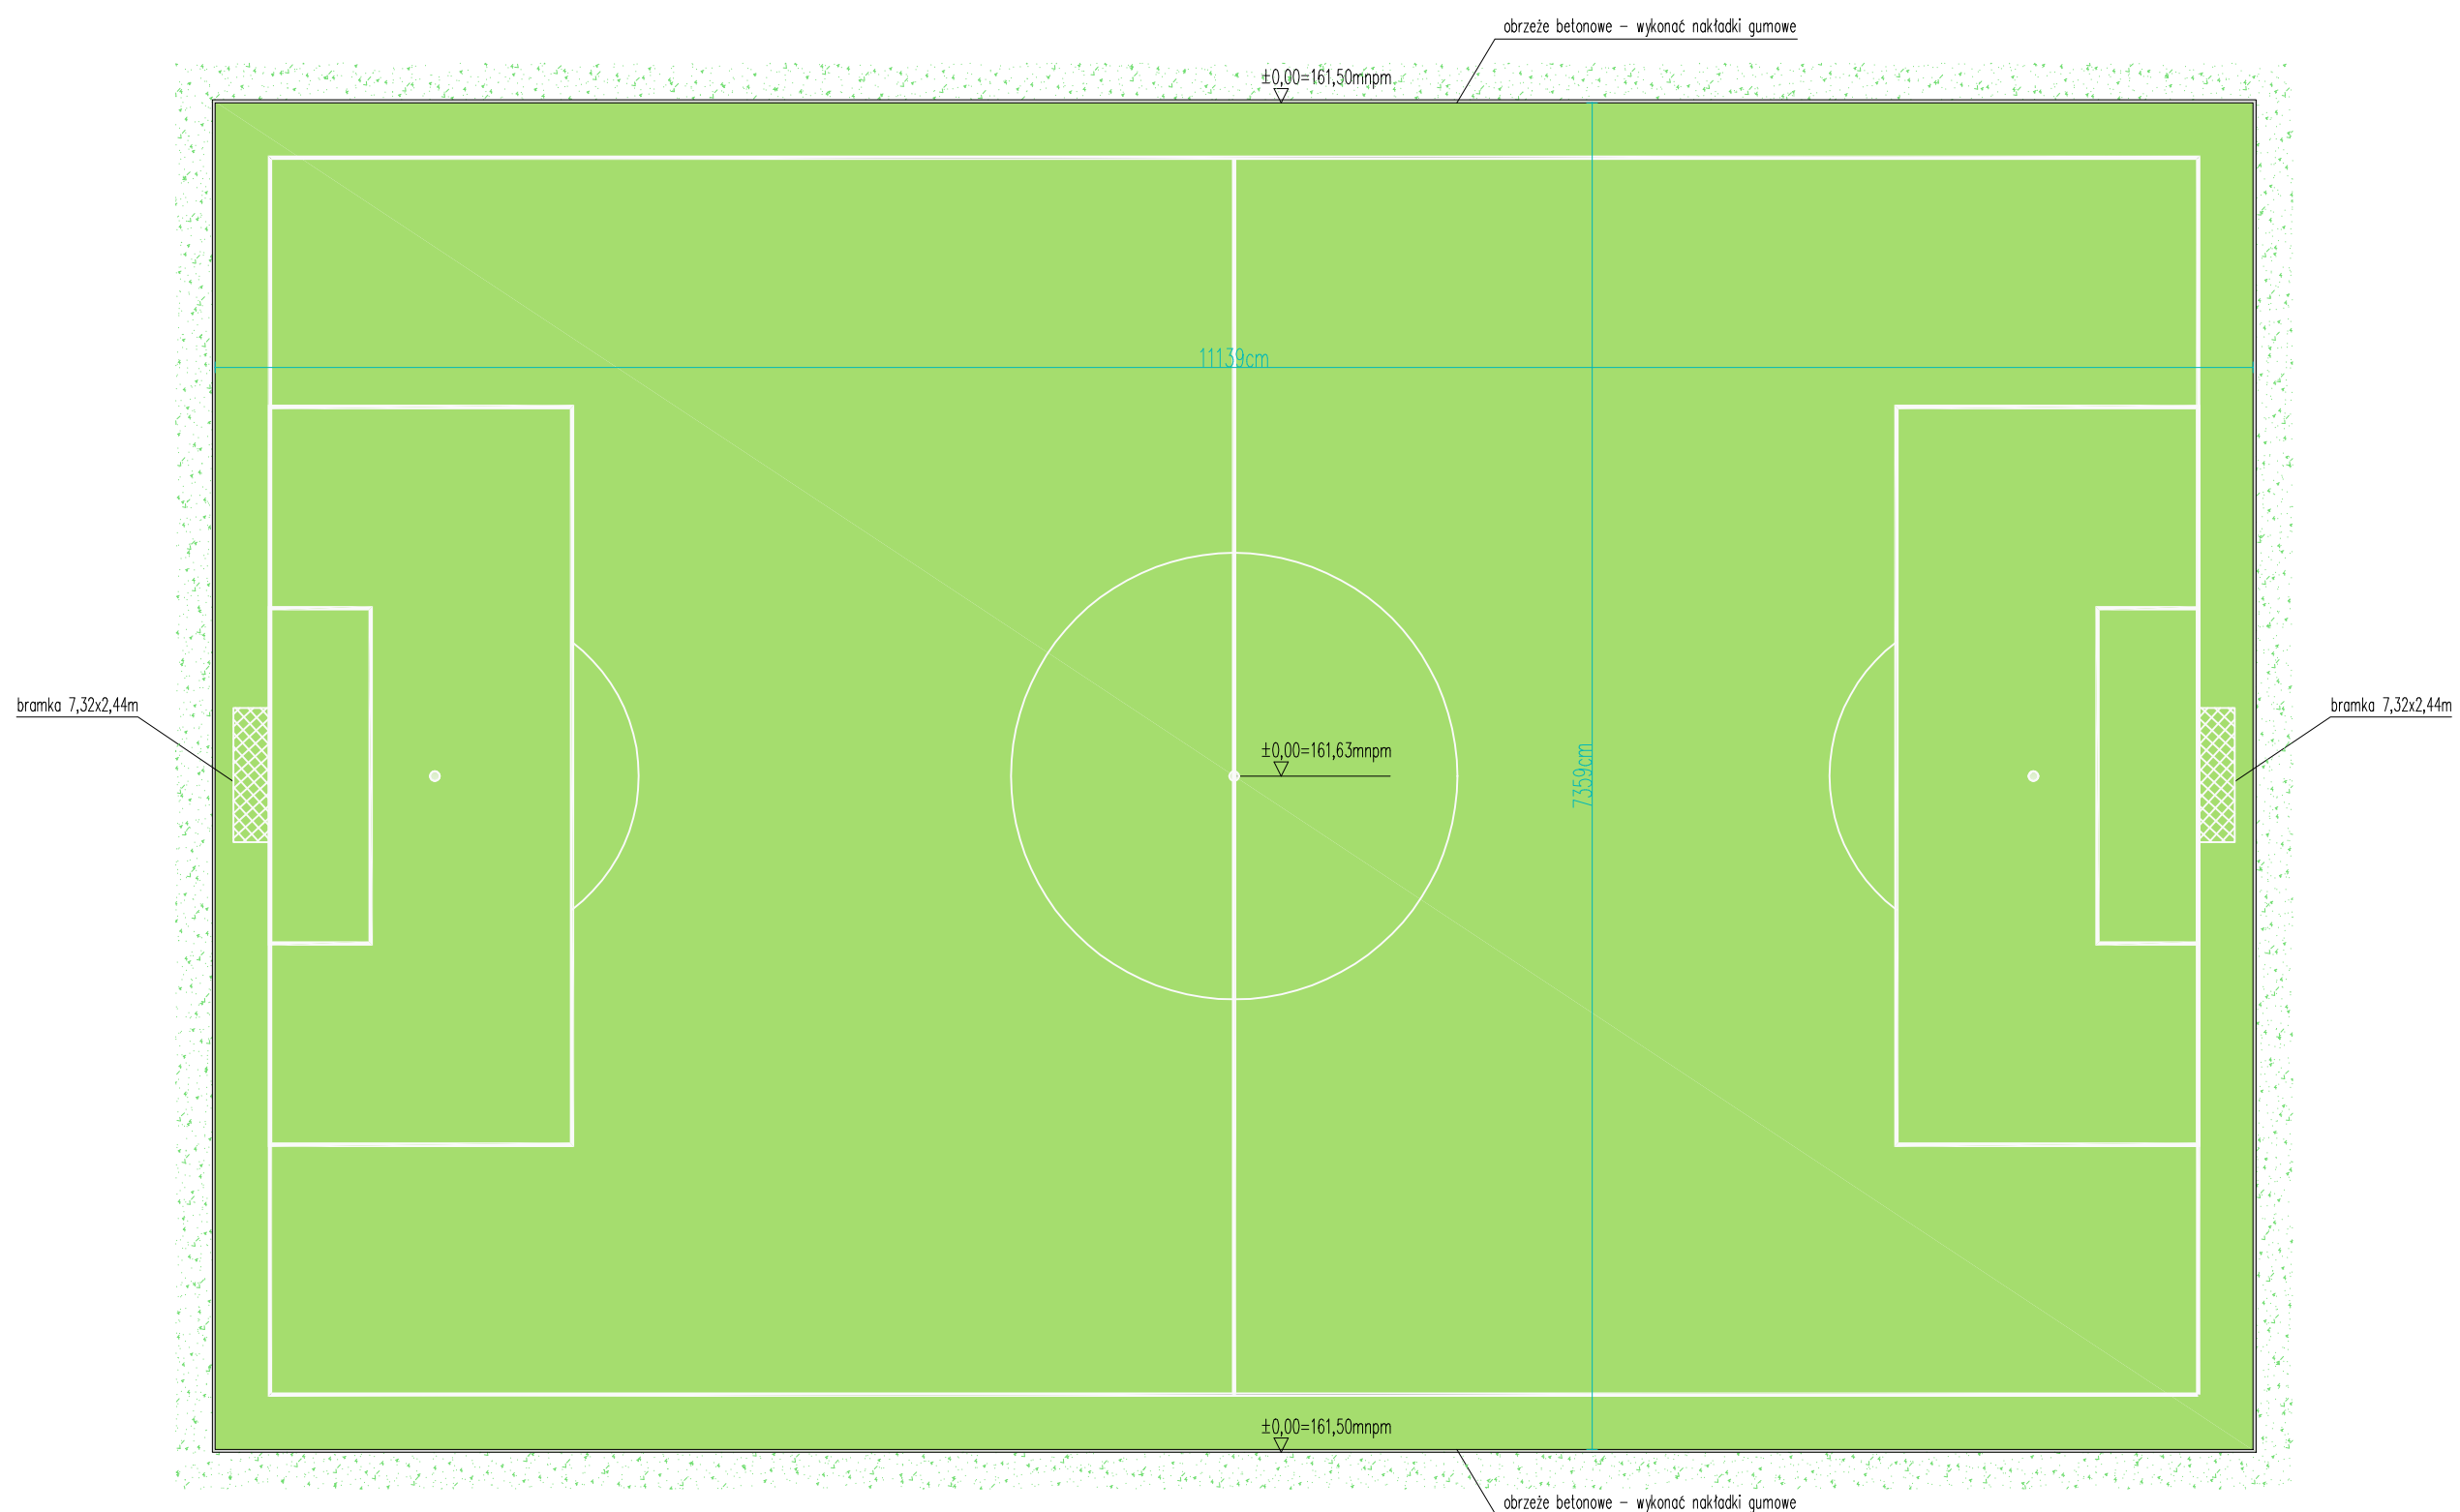 obrzeże betonowe – wykonać nakładki gumowe
±0,00=161,50mnpm
11139cm
bramka 7,32x2,44m
bramka 7,32x2,44m
±0,00=161,63mnpm
7359cm
±0,00=161,50mnpm
obrzeże betonowe – wykonać nakładki gumowe